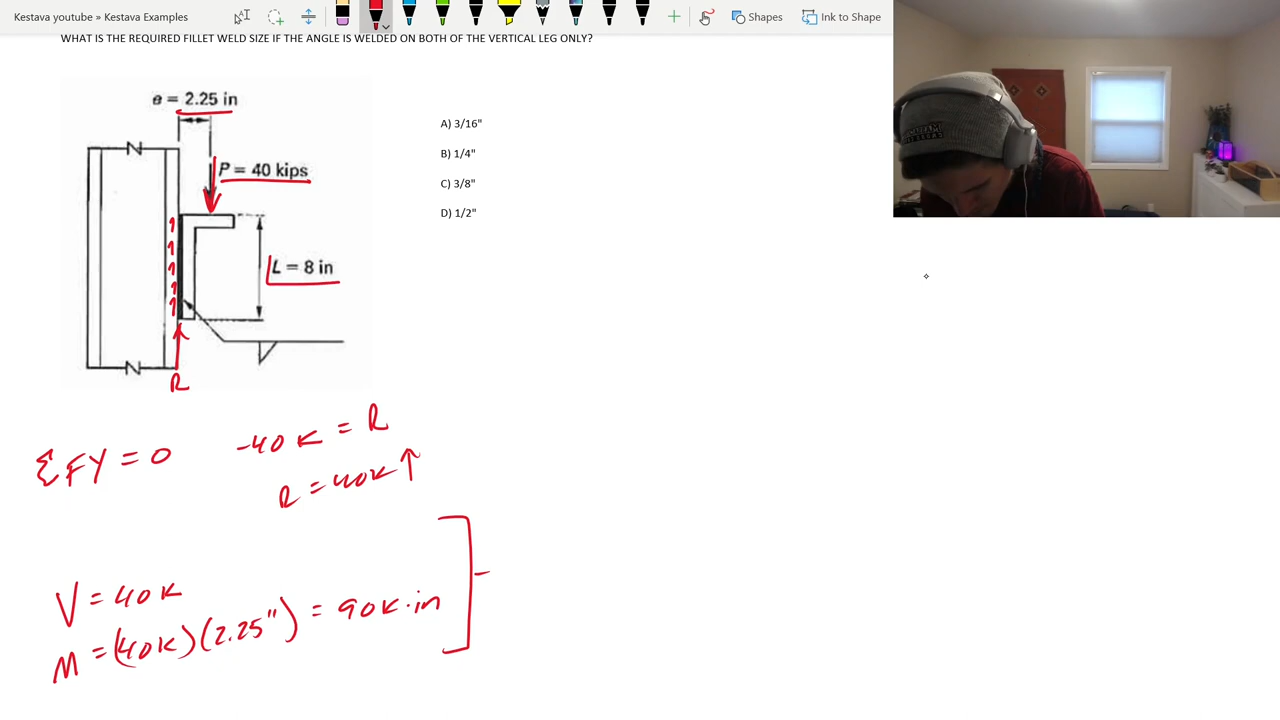 Kestava youtube » Kestava Examples
Shapes
Ink to Shape
WHAT IS THE REQUIRED FILLET WELD SIZE IF THE ANGLE IS WELDED ON BOTH OF THE VERTICAL LEG ONLY?
e = 2.25 in
N
P = 40 kips
L = 8 in
N
R
A) 3/16"
B) 1/4"
C) 3/8"
D) 1/2"
ΣFY = 0
-40K = R
R = 40K ↑
V = 40K
M = (40K)(2.25") = 90K·in